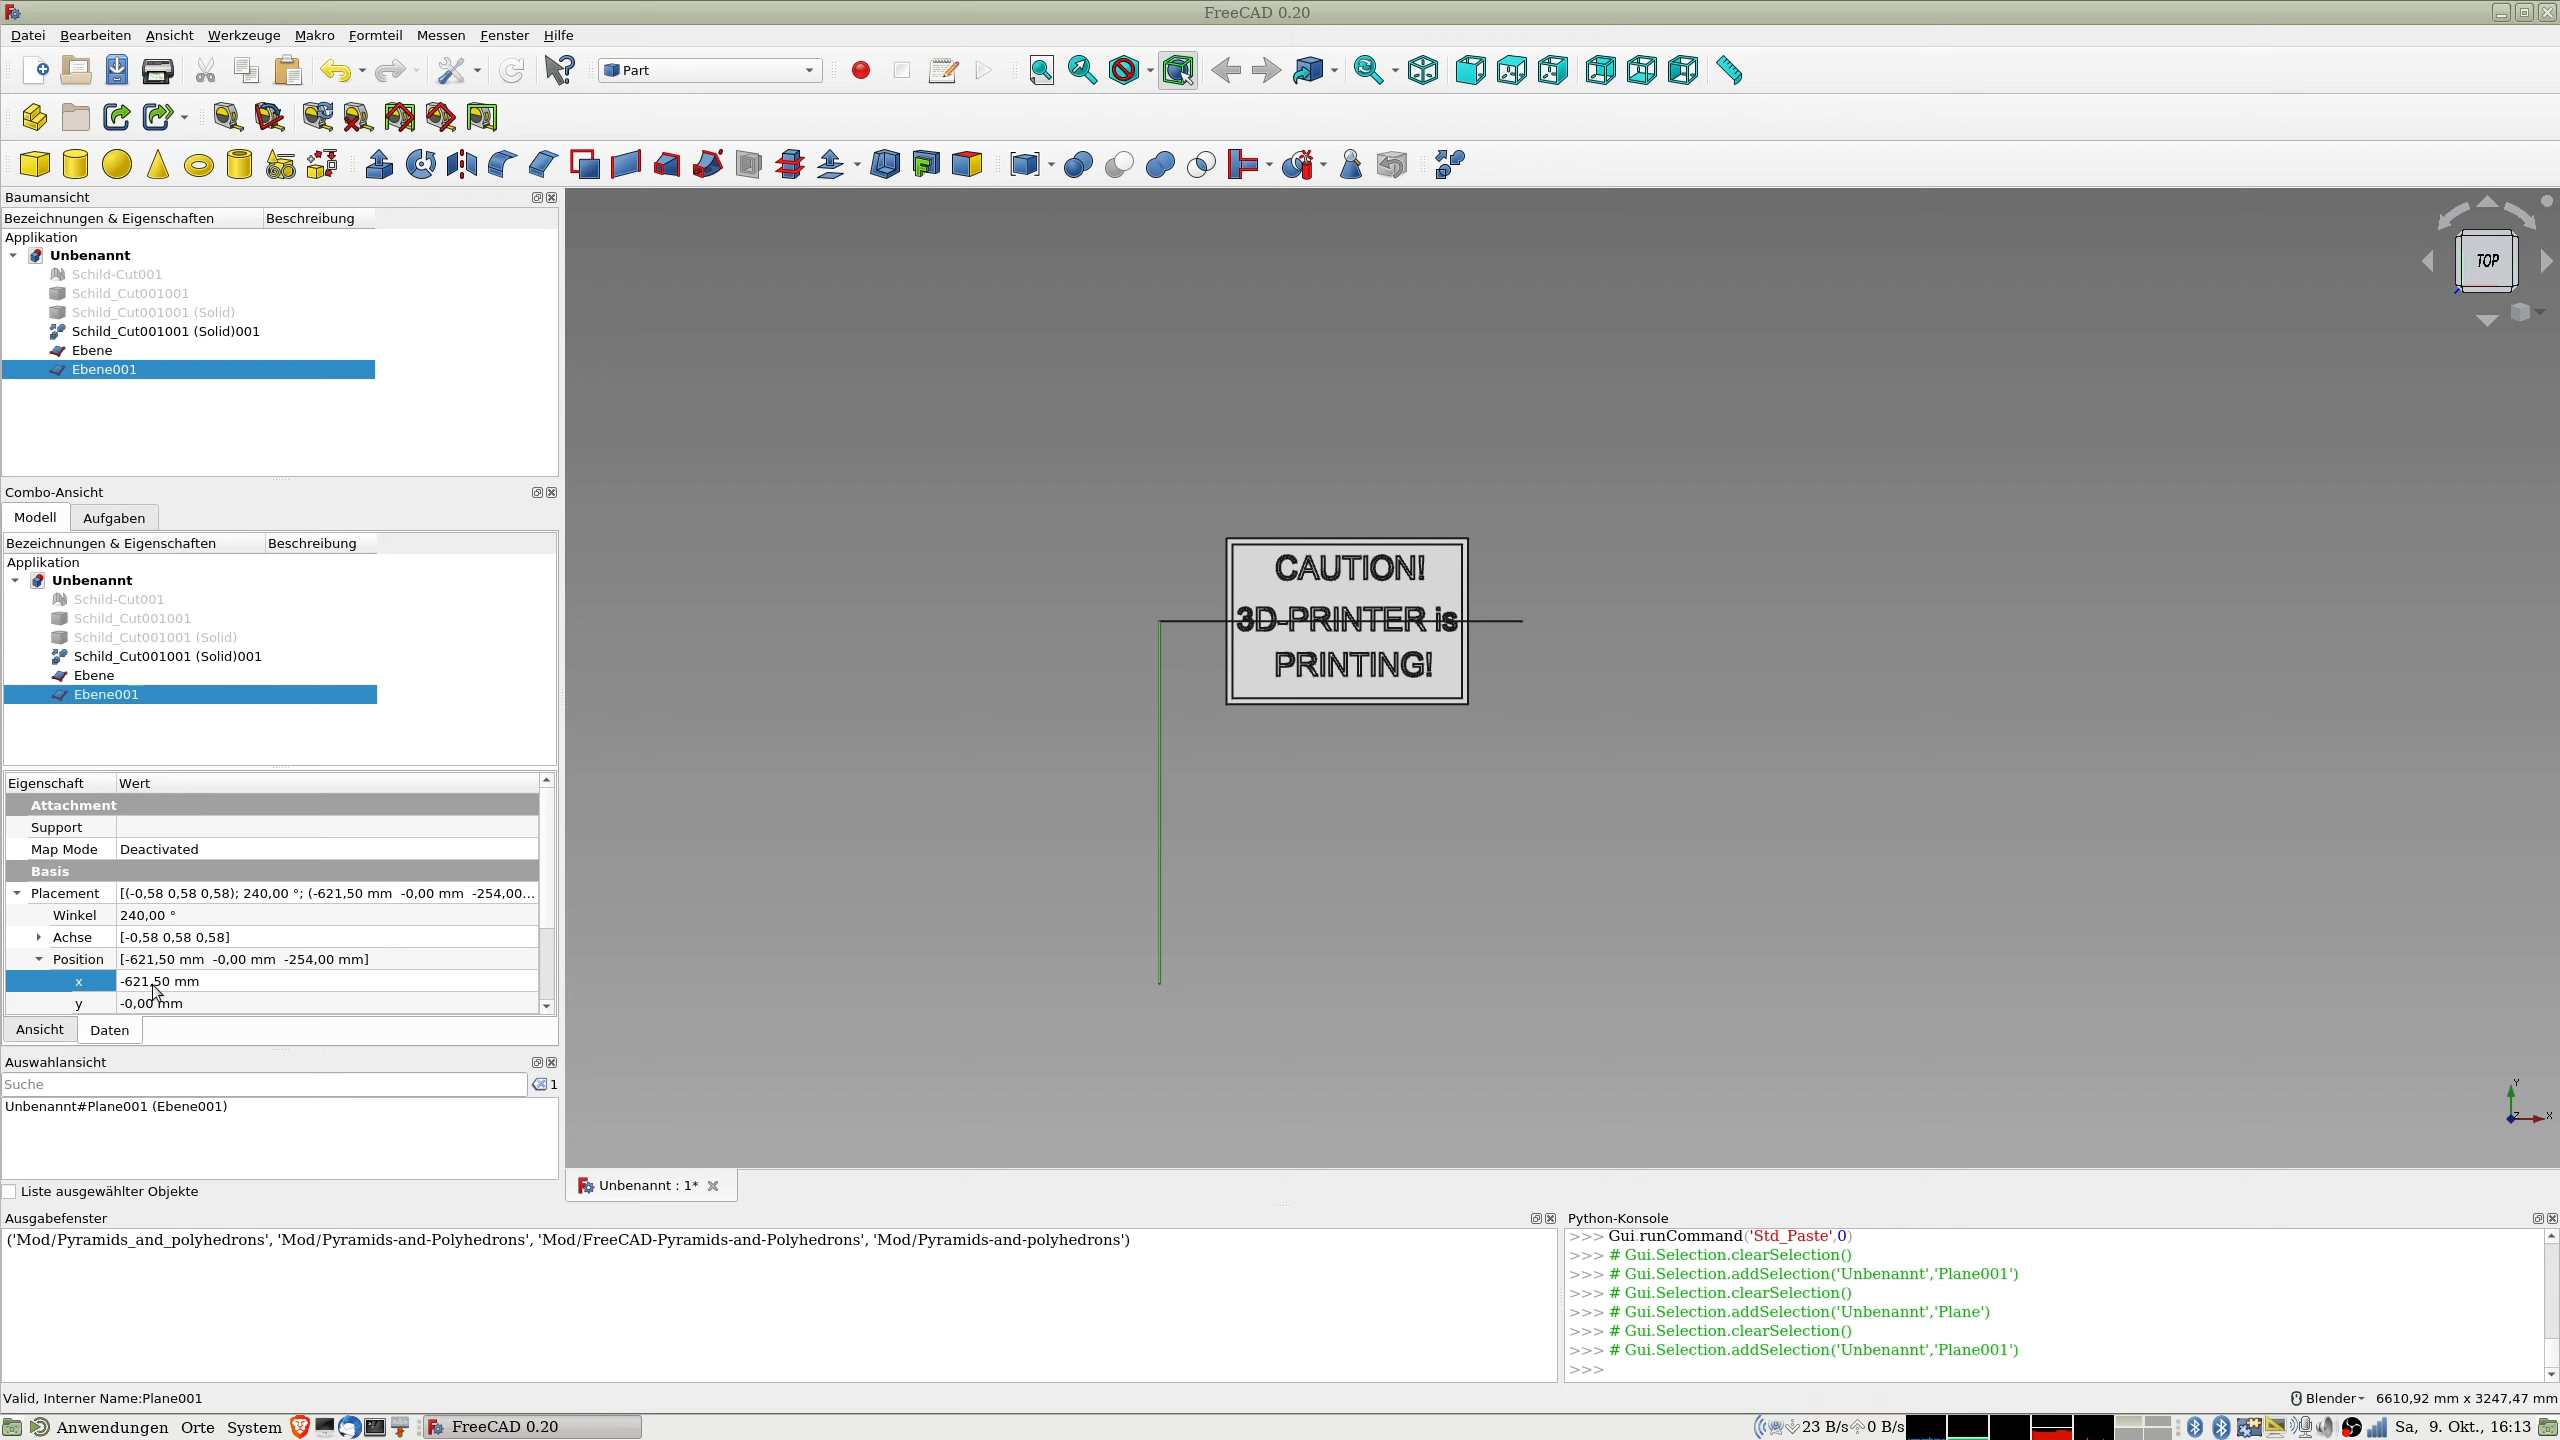 FreeCAD 0.20
Datei Bearbeiten Ansicht Werkzeuge Makro Formteil Messen Fenster Hilfe
Part
Baumansicht
Bezeichnungen & Eigenschaften Beschreibung
Applikation
Unbenannt
Schild-Cut001
Schild_Cut001001
Schild_Cut001001 (Solid)
Schild_Cut001001 (Solid)001
Ebene
Ebene001
Combo-Ansicht
Modell Aufgaben
Bezeichnungen & Eigenschaften Beschreibung
Applikation
Unbenannt
Schild-Cut001
Schild_Cut001001
Schild_Cut001001 (Solid)
Schild_Cut001001 (Solid)001
Ebene
Ebene001
Eigenschaft Wert
Attachment
Support
Map Mode Deactivated
Basis
Placement [(-0,58 0,58 0,58); 240,00 °; (-621,50 mm -0,00 mm -254,00...
Winkel 240,00 °
Achse [-0,58 0,58 0,58]
Position [-621,50 mm -0,00 mm -254,00 mm]
x -621,50 mm
y -0,00 mm
Ansicht Daten
Auswahlansicht
Suche 1
Unbenannt#Plane001 (Ebene001)
Liste ausgewählter Objekte
TOP
CAUTION!
3D-PRINTER is
PRINTING!
Y
Z X
Unbenannt : 1*
Ausgabefenster
('Mod/Pyramids_and_polyhedrons', 'Mod/Pyramids-and-Polyhedrons', 'Mod/FreeCAD-Pyramids-and-Polyhedrons', 'Mod/Pyramids-and-polyhedrons')
Python-Konsole
>>> Gui.runCommand('Std_Paste',0)
>>> # Gui.Selection.clearSelection()
>>> # Gui.Selection.addSelection('Unbenannt','Plane001')
>>> # Gui.Selection.clearSelection()
>>> # Gui.Selection.addSelection('Unbenannt','Plane')
>>> # Gui.Selection.clearSelection()
>>> # Gui.Selection.addSelection('Unbenannt','Plane001')
>>>
Valid, Interner Name:Plane001
Blender 6610,92 mm x 3247,47 mm
Anwendungen Orte System FreeCAD 0.20 23 B/s 0 B/s Sa, 9. Okt., 16:13